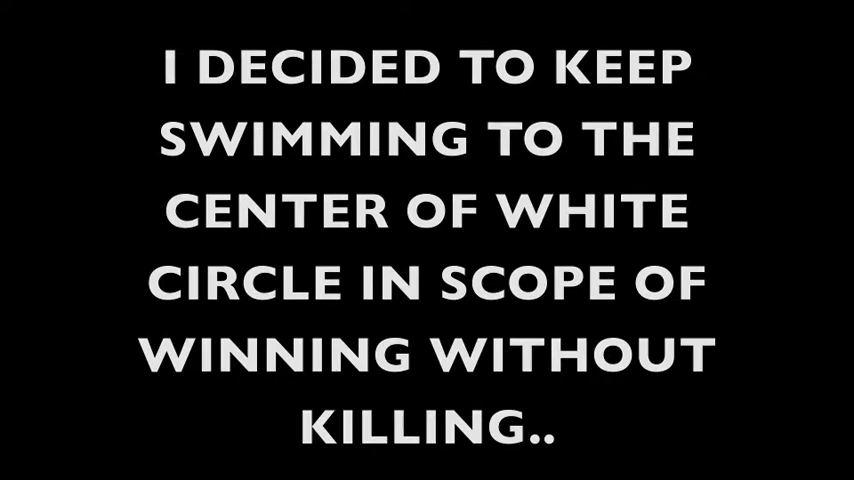 I DECIDED TO KEEP
SWIMMING TO THE
CENTER OF WHITE
CIRCLE IN SCOPE OF
WINNING WITHOUT
KILLING..